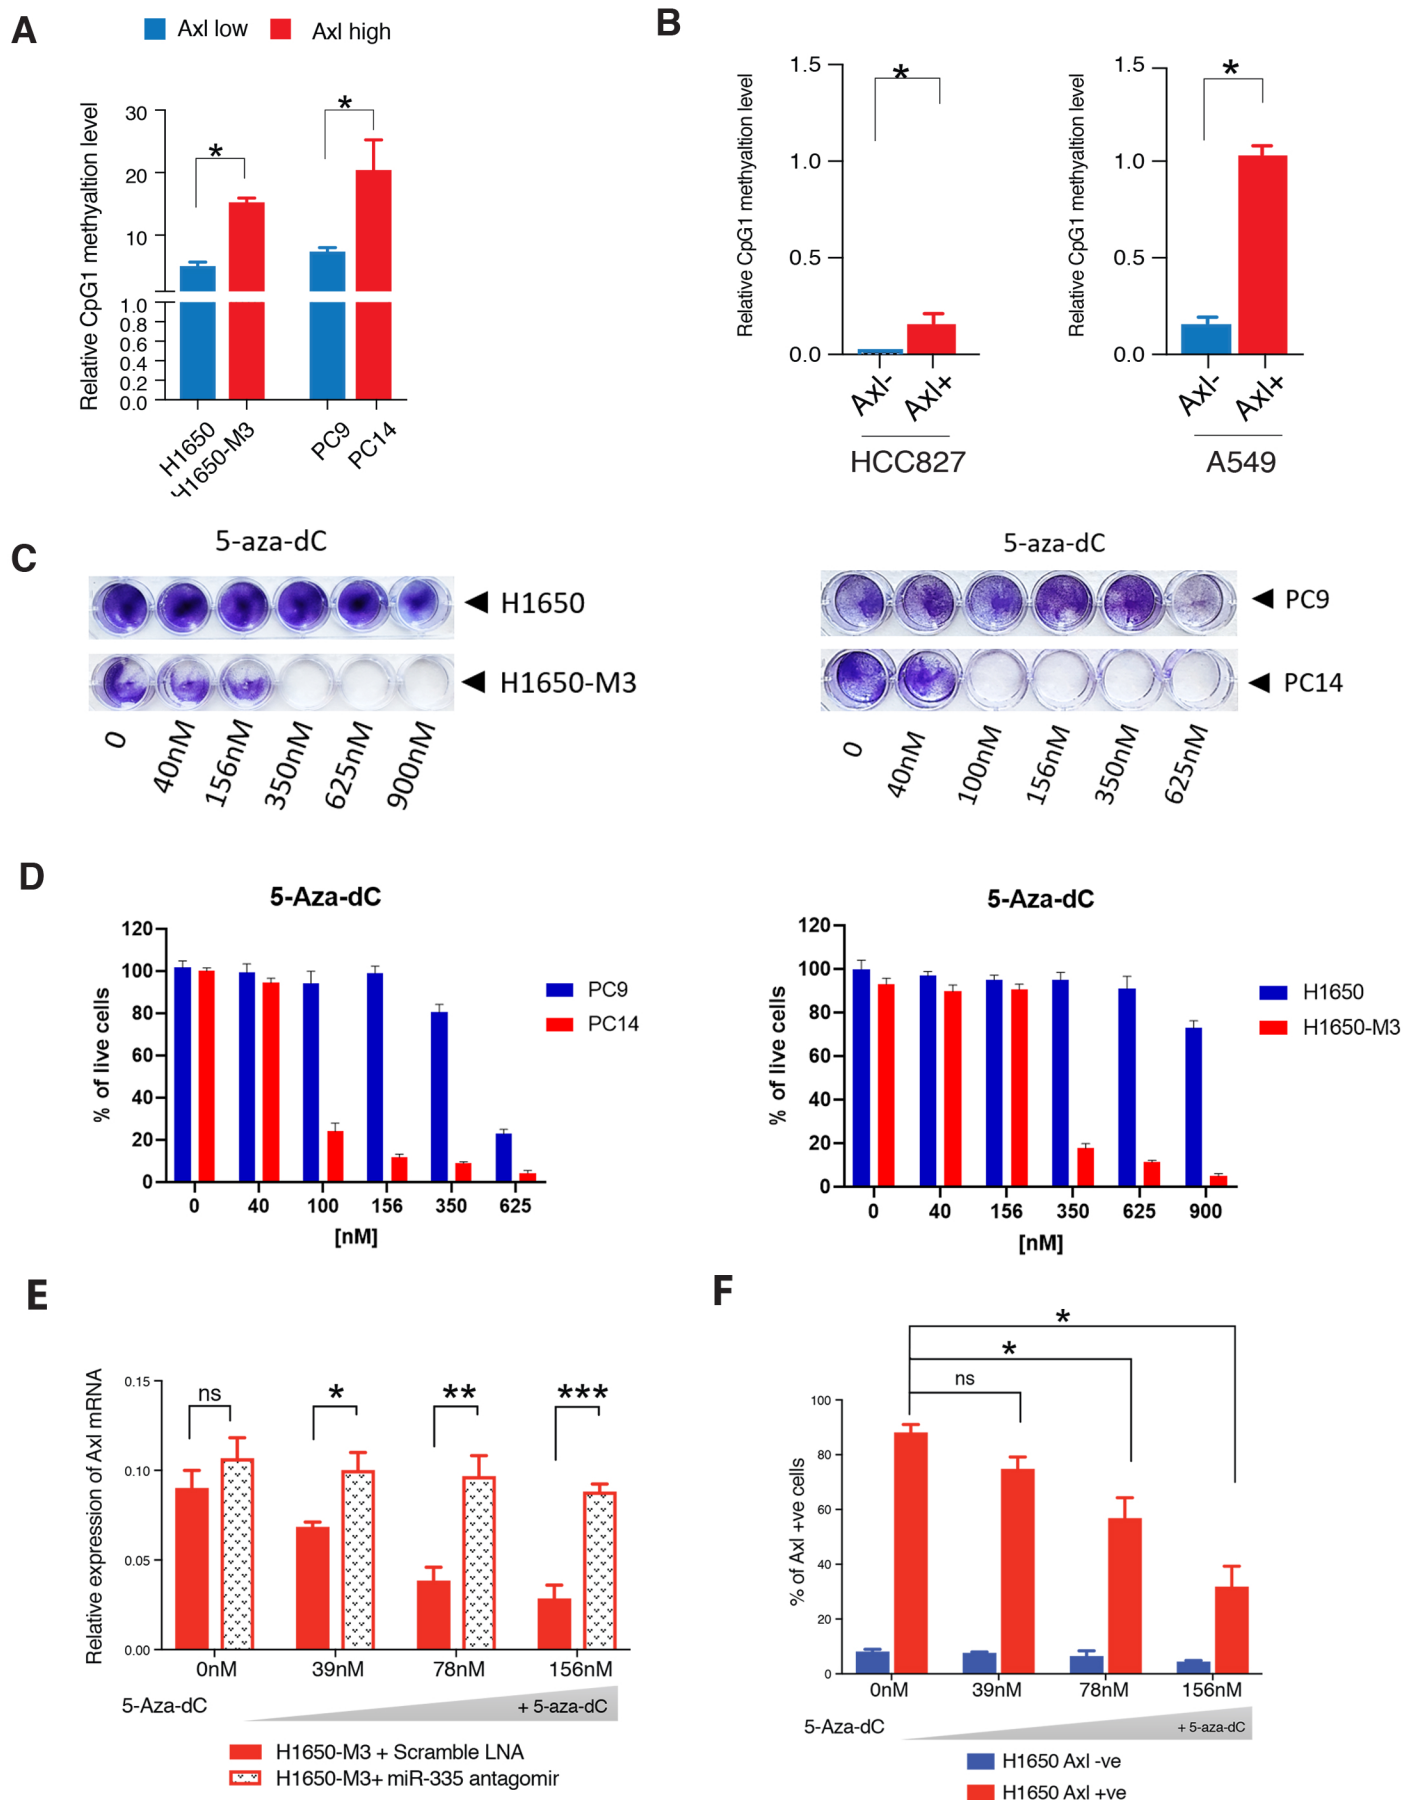 A
Axl low
Axl high
Relative CpG1 methyaltion level
30
20
10
1.0
0.8
0.6
0.4
0.2
0.0
*
*
H1650
H1650-M3
PC9
PC14
B
Relative CpG1 methyaltion level
1.5
1.0
0.5
0.0
*
Axl-
Axl+
HCC827
Relative CpG1 methyaltion level
1.5
1.0
0.5
0.0
*
Axl-
Axl+
A549
C
5-aza-dC
H1650
H1650-M3
0
40nM
156nM
350nM
625nM
900nM
5-aza-dC
PC9
PC14
0
40nM
100nM
156nM
350nM
625nM
D
5-Aza-dC
% of live cells
120
100
80
60
40
20
0
0 40 100 156 350 625
[nM]
PC9
PC14
5-Aza-dC
% of live cells
120
100
80
60
40
20
0
0 40 156 350 625 900
[nM]
H1650
H1650-M3
E
Relative expression of Axl mRNA
0.15
0.10
0.05
0.00
ns * ** ***
0nM 39nM 78nM 156nM
5-Aza-dC + 5-aza-dC
H1650-M3 + Scramble LNA
H1650-M3+ miR-335 antagomir
F
% of Axl +ve cells
100
80
60
40
20
0
*
*
ns
0nM 39nM 78nM 156nM
5-Aza-dC + 5-aza-dC
H1650 Axl -ve
H1650 Axl +ve